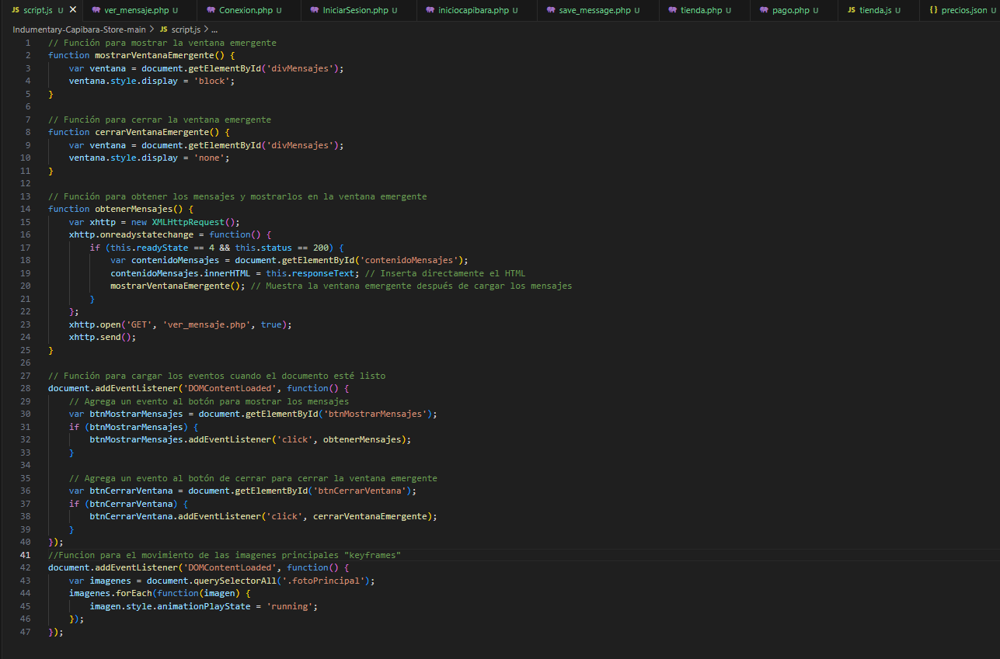 JS script.js U ✕ ver_mensaje.php U Conexion.php U IniciarSesion.php U iniciocapibara.php U save_message.php U tienda.php U pago.php U JS tienda.js U {} precios.json U
Indumentary-Capibara-Store-main > JS script.js > ...
1 // Función para mostrar la ventana emergente
2 function mostrarVentanaEmergente() {
3     var ventana = document.getElementById('divMensajes');
4     ventana.style.display = 'block';
5 }
6
7 // Función para cerrar la ventana emergente
8 function cerrarVentanaEmergente() {
9     var ventana = document.getElementById('divMensajes');
10     ventana.style.display = 'none';
11 }
12
13 // Función para obtener los mensajes y mostrarlos en la ventana emergente
14 function obtenerMensajes() {
15     var xhttp = new XMLHttpRequest();
16     xhttp.onreadystatechange = function() {
17         if (this.readyState == 4 && this.status == 200) {
18             var contenidoMensajes = document.getElementById('contenidoMensajes');
19             contenidoMensajes.innerHTML = this.responseText; // Inserta directamente el HTML
20             mostrarVentanaEmergente(); // Muestra la ventana emergente después de cargar los mensajes
21         }
22     };
23     xhttp.open('GET', 'ver_mensaje.php', true);
24     xhttp.send();
25 }
26
27 // Función para cargar los eventos cuando el documento esté listo
28 document.addEventListener('DOMContentLoaded', function() {
29     // Agrega un evento al botón para mostrar los mensajes
30     var btnMostrarMensajes = document.getElementById('btnMostrarMensajes');
31     if (btnMostrarMensajes) {
32         btnMostrarMensajes.addEventListener('click', obtenerMensajes);
33     }
34
35     // Agrega un evento al botón de cerrar para cerrar la ventana emergente
36     var btnCerrarVentana = document.getElementById('btnCerrarVentana');
37     if (btnCerrarVentana) {
38         btnCerrarVentana.addEventListener('click', cerrarVentanaEmergente);
39     }
40 });
41 //Funcion para el movimiento de las imagenes principales "keyframes"
42 document.addEventListener('DOMContentLoaded', function() {
43     var imagenes = document.querySelectorAll('.fotoPrincipal');
44     imagenes.forEach(function(imagen) {
45         imagen.style.animationPlayState = 'running';
46     });
47 });